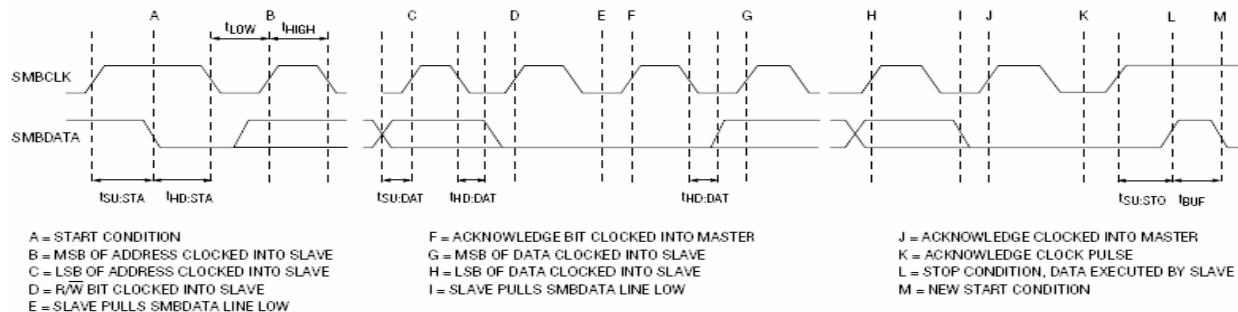 A B C D E F G H I J K L M
tLOW tHIGH
SMBCLK
SMBDATA
tSU:STA tHD:STA tSU:DAT tHD:DAT tHD:DAT tSU:STO tBUF
A = START CONDITION
B = MSB OF ADDRESS CLOCKED INTO SLAVE
C = LSB OF ADDRESS CLOCKED INTO SLAVE
D = R/W̅ BIT CLOCKED INTO SLAVE
E = SLAVE PULLS SMBDATA LINE LOW
F = ACKNOWLEDGE BIT CLOCKED INTO MASTER
G = MSB OF DATA CLOCKED INTO SLAVE
H = LSB OF DATA CLOCKED INTO SLAVE
I = SLAVE PULLS SMBDATA LINE LOW
J = ACKNOWLEDGE CLOCKED INTO MASTER
K = ACKNOWLEDGE CLOCK PULSE
L = STOP CONDITION, DATA EXECUTED BY SLAVE
M = NEW START CONDITION